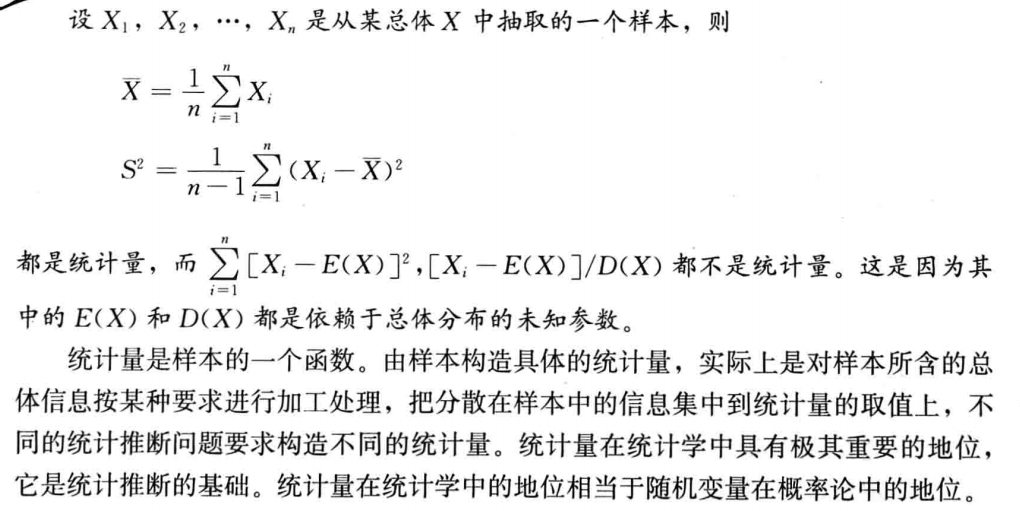 设 X₁，X₂，…，Xₙ 是从某总体 X 中抽取的一个样本，则
X̅ = \frac{1}{n}\sum_{i=1}^{n} X_i
S² = \frac{1}{n-1}\sum_{i=1}^{n} (X_i - X̅)²
都是统计量，而 \sum_{i=1}^{n} [X_i - E(X)]²,[X_i - E(X)]/D(X) 都不是统计量。这是因为其
中的 E(X) 和 D(X) 都是依赖于总体分布的未知参数。
统计量是样本的一个函数。由样本构造具体的统计量，实际上是对样本所含的总
体信息按某种要求进行加工处理，把分散在样本中的信息集中到统计量的取值上，不
同的统计推断问题要求构造不同的统计量。统计量在统计学中具有极其重要的地位，
它是统计推断的基础。统计量在统计学中的地位相当于随机变量在概率论中的地位。